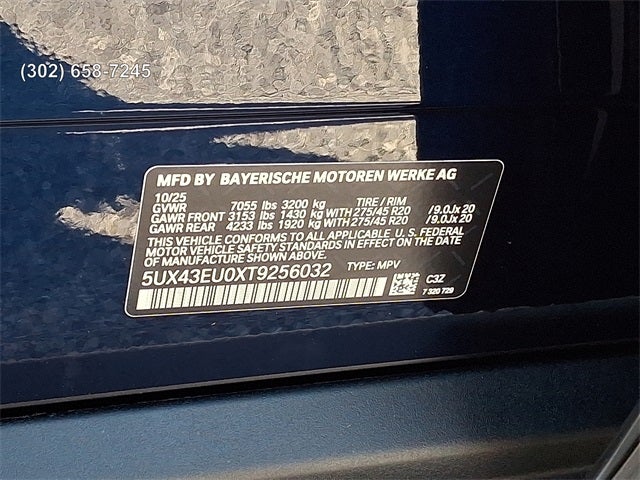 (302) 658-7245
MFD BY BAYERISCHE MOTOREN WERKE AG
10/25
GVWR 7055 lbs 3200 kg TIRE / RIM
GAWR FRONT 3153 lbs 1430 kg WITH 275/45 R20 /9.0Jx 20
GAWR REAR 4233 lbs 1920 kg WITH 275/45 R20 /9.0Jx 20
THIS VEHICLE CONFORMS TO ALL APPLICABLE U.S. FEDERAL
MOTOR VEHICLE SAFETY STANDARDS IN EFFECT ON THE DATE OF
MANUFACTURE SHOWN ABOVE.
5UX43EU0XT9256032 TYPE: MPV
C3Z
7 320 729